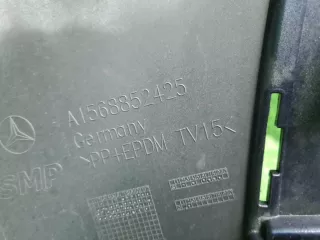 A1568852425
Germany
>PP+EPDM TV15<
SMP